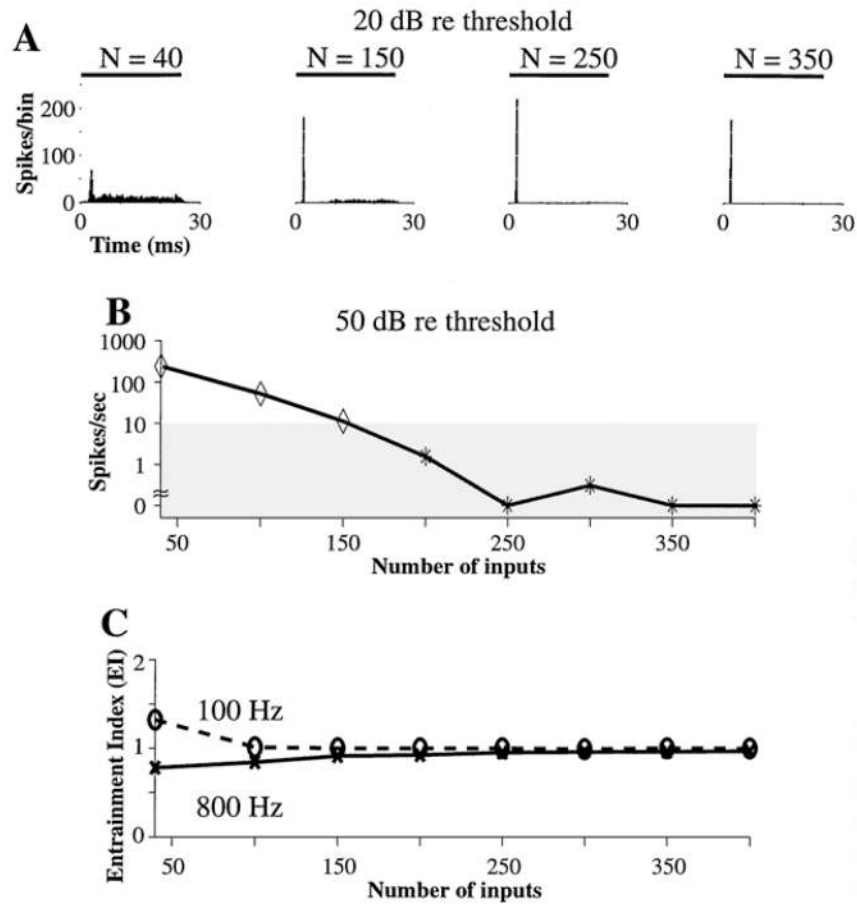 A
20 dB re threshold
N = 40 N = 150 N = 250 N = 350
Spikes/bin
200
100
0
0 30 0 30 0 30 0 30
Time (ms)
B
50 dB re threshold
Spikes/sec
1000
100
10
1
0
50 150 250 350
Number of inputs
C
Entrainment Index (EI)
2
1
0
100 Hz
800 Hz
50 150 250 350
Number of inputs